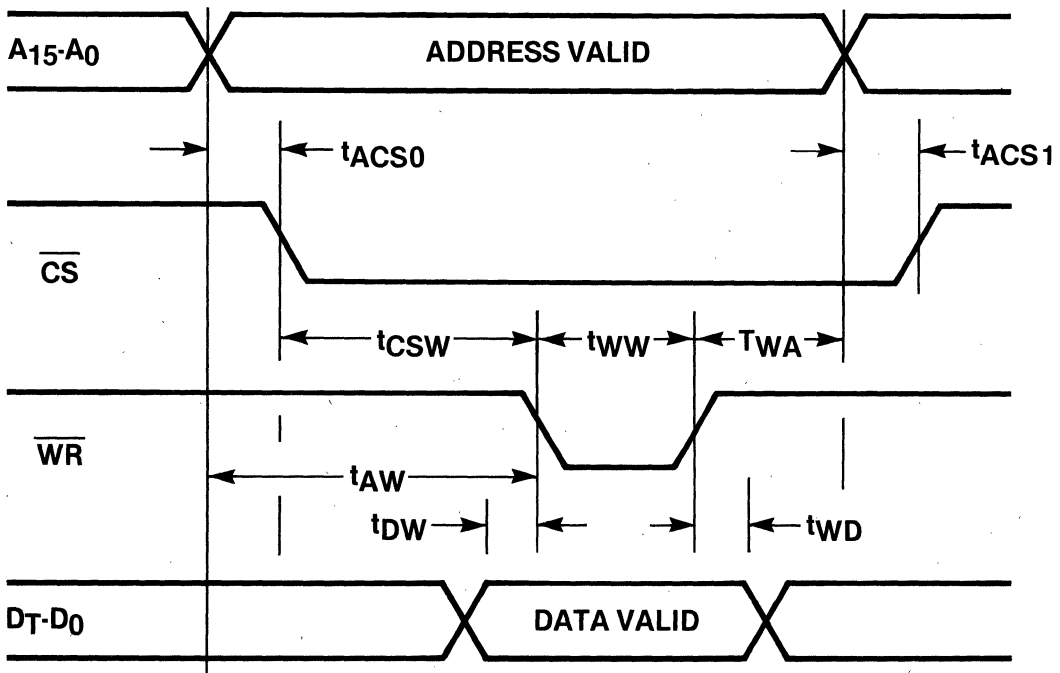 A15-A0 ADDRESS VALID
tACS0 tACS1
CS
tCSW tWW TWA
WR
tAW
tDW tWD
DT-D0 DATA VALID